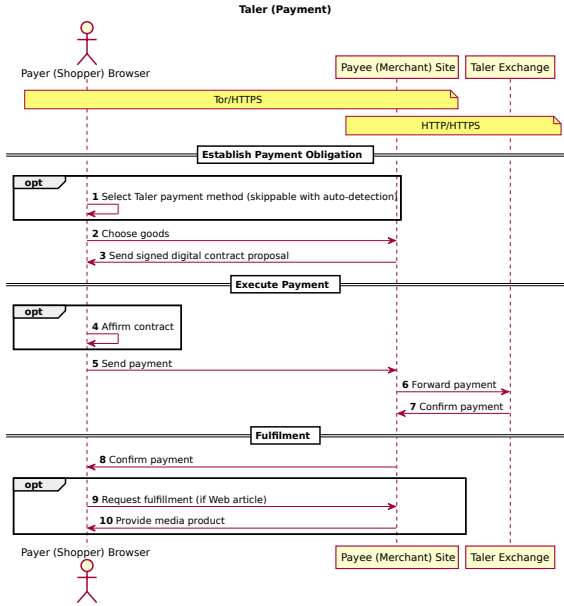 Taler (Payment)
Payer (Shopper) Browser
Payee (Merchant) Site
Taler Exchange
Tor/HTTPS
HTTP/HTTPS
Establish Payment Obligation
opt
1 Select Taler payment method (skippable with auto-detection)
2 Choose goods
3 Send signed digital contract proposal
Execute Payment
opt
4 Affirm contract
5 Send payment
6 Forward payment
7 Confirm payment
Fulfilment
8 Confirm payment
opt
9 Request fulfillment (if Web article)
10 Provide media product
Payer (Shopper) Browser
Payee (Merchant) Site
Taler Exchange